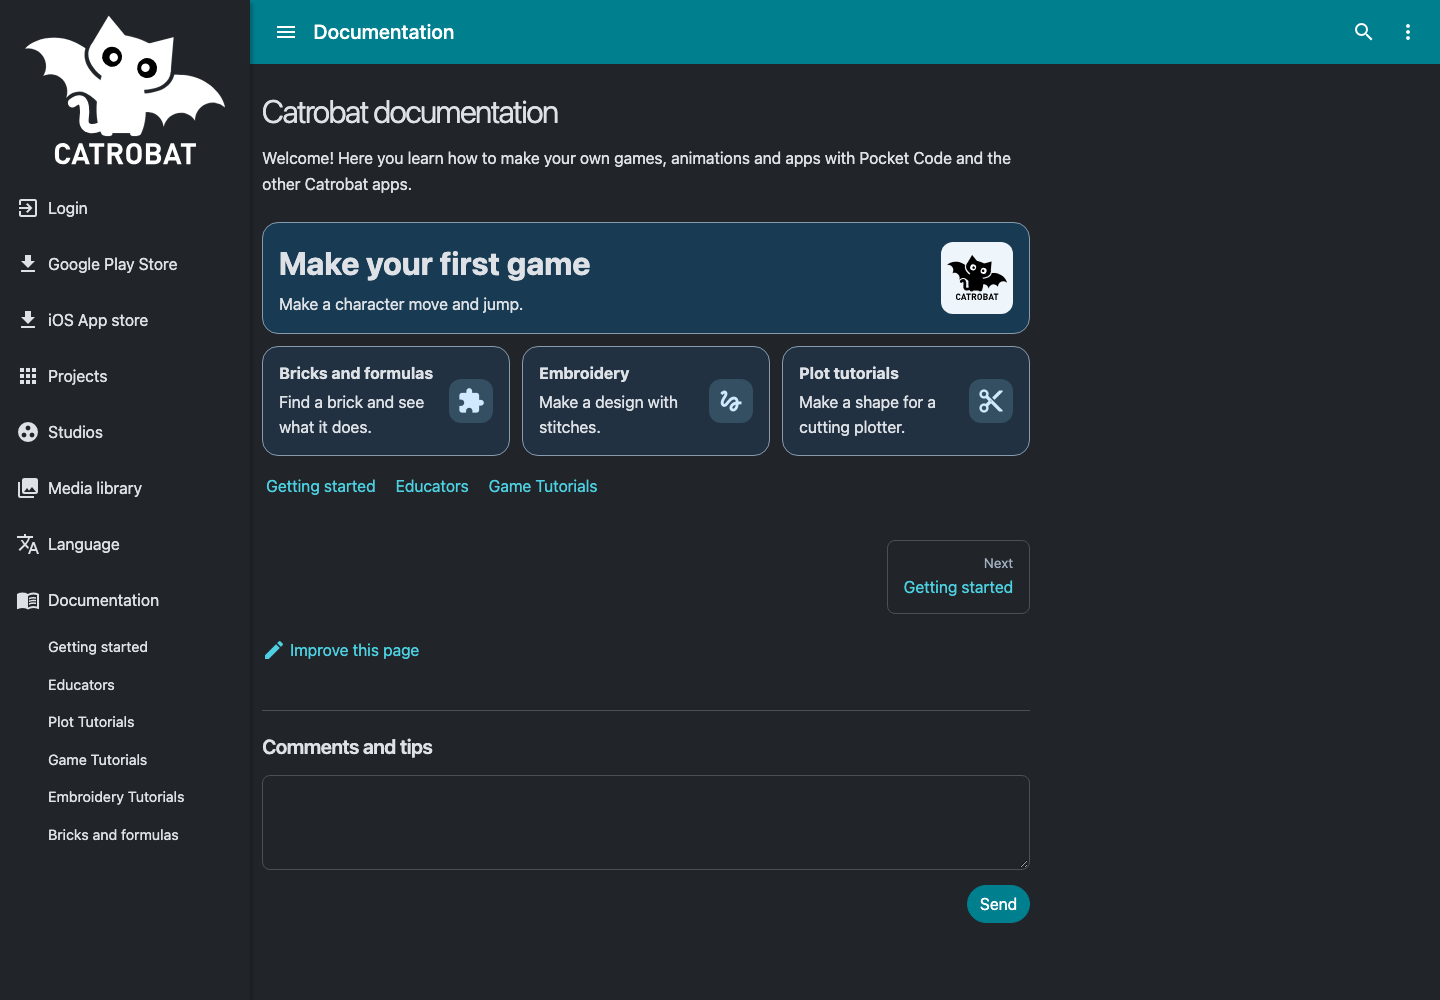 CATROBAT
Login
Google Play Store
iOS App store
Projects
Studios
Media library
Language
Documentation
Getting started
Educators
Plot Tutorials
Game Tutorials
Embroidery Tutorials
Bricks and formulas
Documentation
Catrobat documentation
Welcome! Here you learn how to make your own games, animations and apps with Pocket Code and the
other Catrobat apps.
Make your first game
Make a character move and jump.
CATROBAT
Bricks and formulas
Find a brick and see
what it does.
Embroidery
Make a design with
stitches.
Plot tutorials
Make a shape for a
cutting plotter.
Getting started Educators Game Tutorials
Next
Getting started
Improve this page
Comments and tips
Send